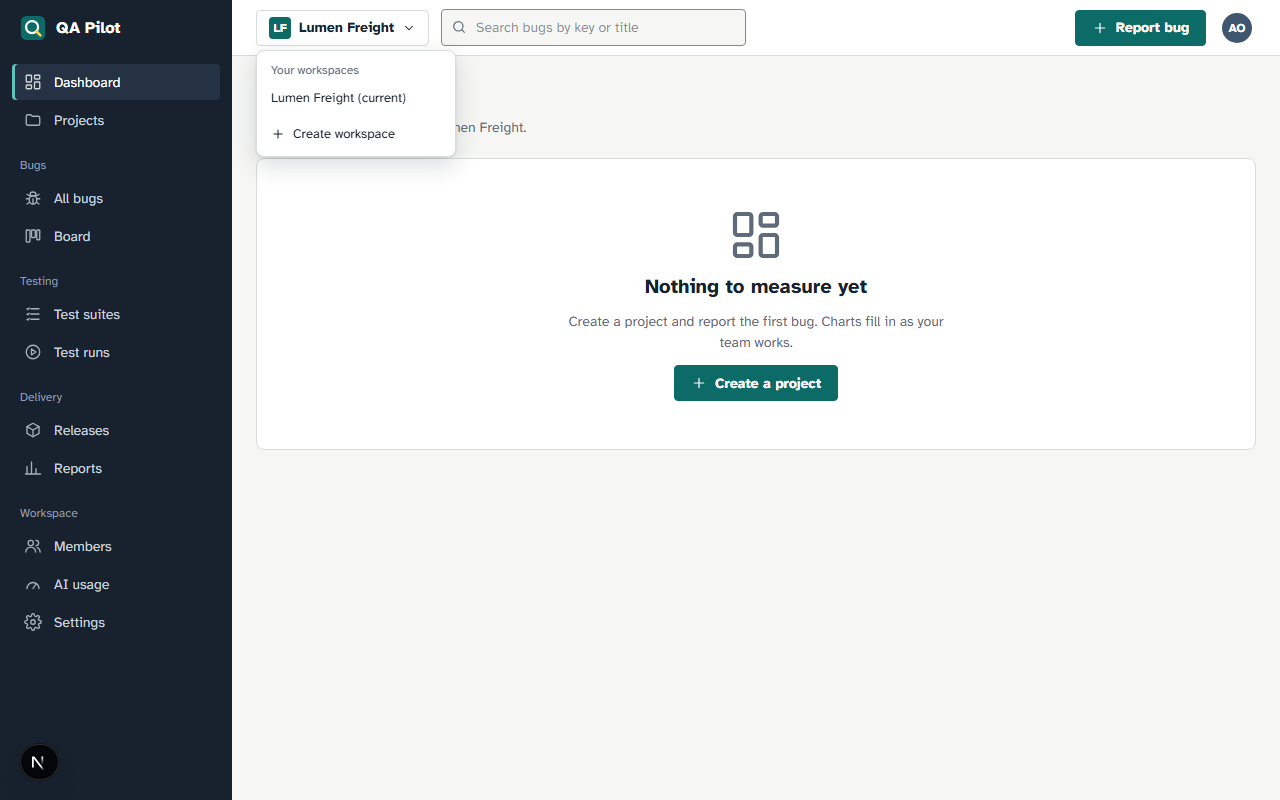 QA Pilot
Dashboard
Projects
Bugs
All bugs
Board
Testing
Test suites
Test runs
Delivery
Releases
Reports
Workspace
Members
AI usage
Settings
N
LF Lumen Freight
Search bugs by key or title
Report bug
AO
Your workspaces
Lumen Freight (current)
Create workspace
Freight.
Nothing to measure yet
Create a project and report the first bug. Charts fill in as your
team works.
Create a project